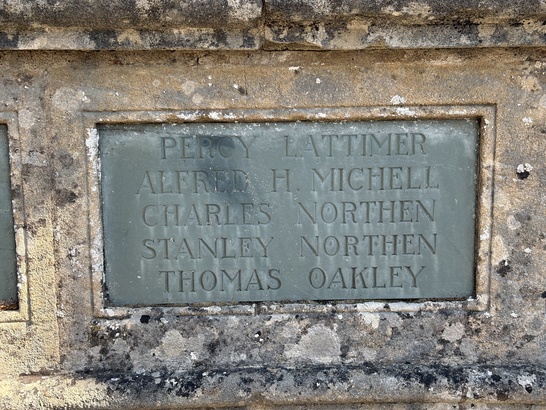 PERCY LATTIMER
ALFRED H. MICHELL
CHARLES NORTHEN
STANLEY NORTHEN
THOMAS OAKLEY